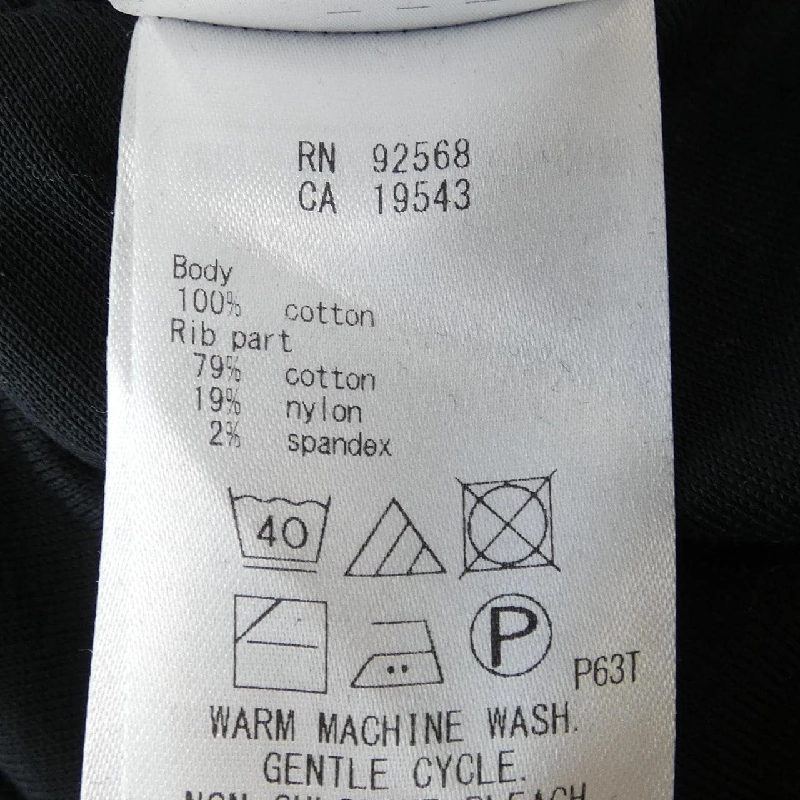 RN 92568
CA 19543
Body
100% cotton
Rib part
79% cotton
19% nylon
2% spandex
40
P
P63T
WARM MACHINE WASH.
GENTLE CYCLE.
BLEACH